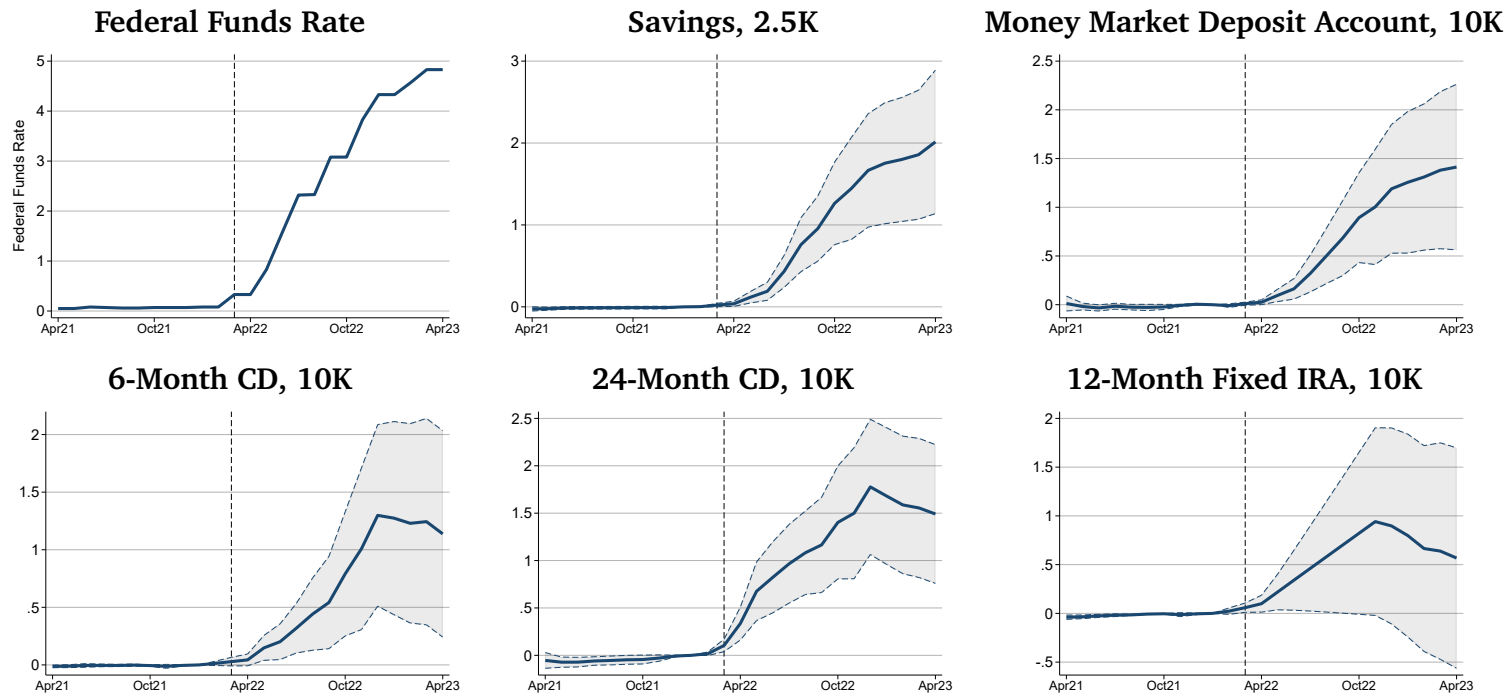 Federal Funds Rate
Federal Funds Rate
5
4
3
2
1
0
Apr21 Oct21 Apr22 Oct22 Apr23
Savings, 2.5K
3
2
1
0
Apr21 Oct21 Apr22 Oct22 Apr23
Money Market Deposit Account, 10K
2.5
2
1.5
1
.5
0
Apr21 Oct21 Apr22 Oct22 Apr23
6-Month CD, 10K
2
1.5
1
.5
0
Apr21 Oct21 Apr22 Oct22 Apr23
24-Month CD, 10K
2.5
2
1.5
1
.5
0
Apr21 Oct21 Apr22 Oct22 Apr23
12-Month Fixed IRA, 10K
2
1.5
1
.5
0
-.5
Apr21 Oct21 Apr22 Oct22 Apr23